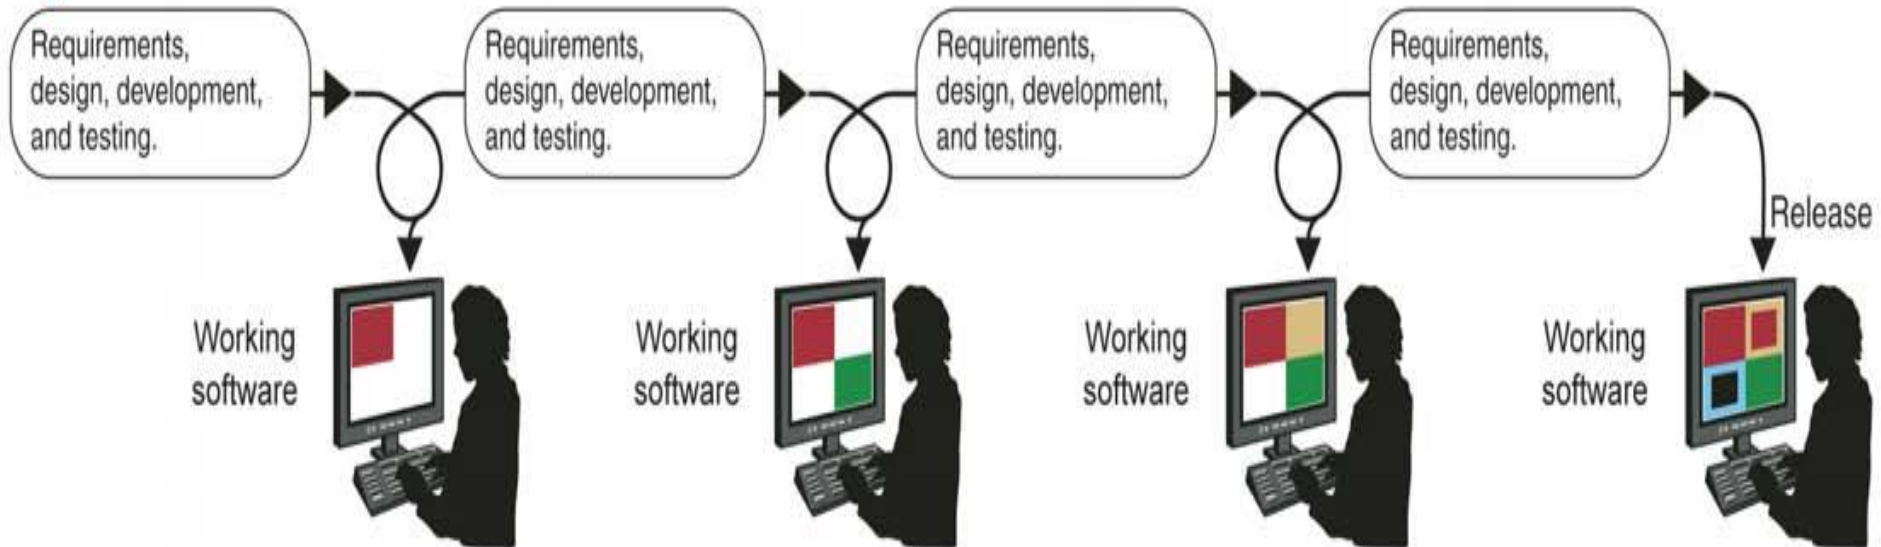 Requirements,
design, development,
and testing.
Requirements,
design, development,
and testing.
Requirements,
design, development,
and testing.
Requirements,
design, development,
and testing.
Release
Working
software
Working
software
Working
software
Working
software